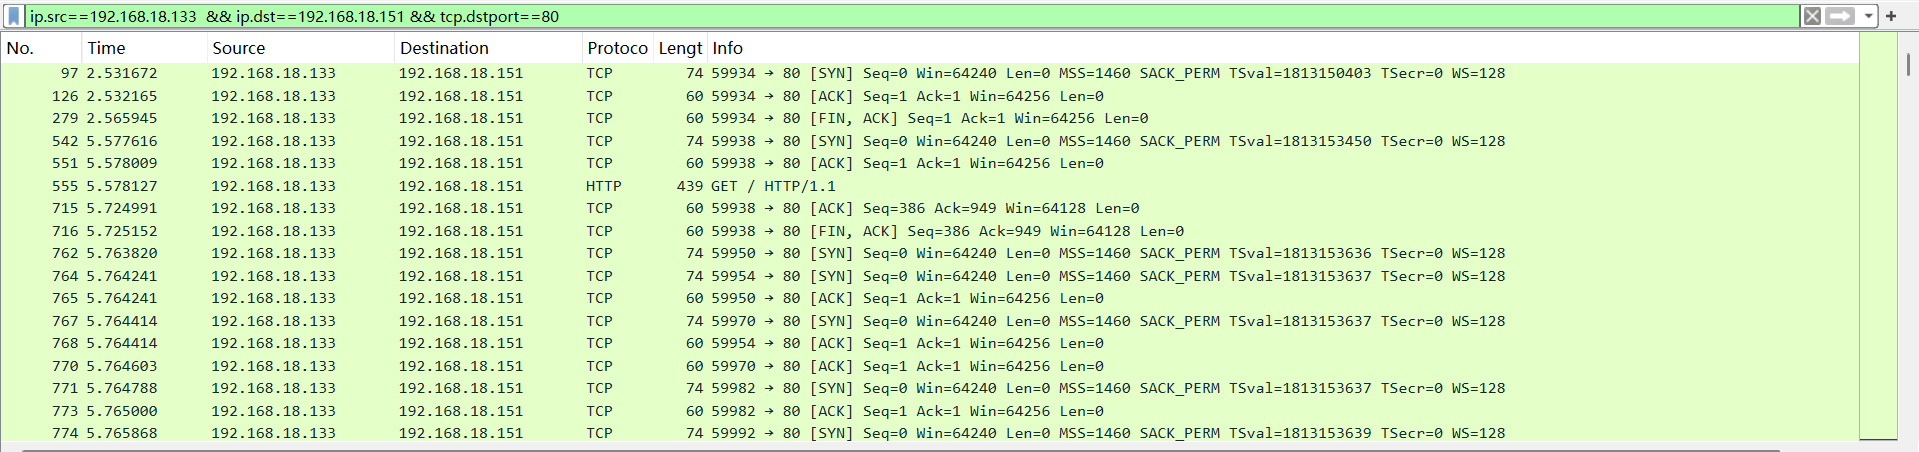 ip.src==192.168.18.133  && ip.dst==192.168.18.151 && tcp.dstport==80
No. Time Source Destination Protoco Lengt Info
97 2.531672 192.168.18.133 192.168.18.151 TCP 74 59934 → 80 [SYN] Seq=0 Win=64240 Len=0 MSS=1460 SACK_PERM TSval=1813150403 TSecr=0 WS=128
126 2.532165 192.168.18.133 192.168.18.151 TCP 60 59934 → 80 [ACK] Seq=1 Ack=1 Win=64256 Len=0
279 2.565945 192.168.18.133 192.168.18.151 TCP 60 59934 → 80 [FIN, ACK] Seq=1 Ack=1 Win=64256 Len=0
542 5.577616 192.168.18.133 192.168.18.151 TCP 74 59938 → 80 [SYN] Seq=0 Win=64240 Len=0 MSS=1460 SACK_PERM TSval=1813153450 TSecr=0 WS=128
551 5.578009 192.168.18.133 192.168.18.151 TCP 60 59938 → 80 [ACK] Seq=1 Ack=1 Win=64256 Len=0
555 5.578127 192.168.18.133 192.168.18.151 HTTP 439 GET / HTTP/1.1
715 5.724991 192.168.18.133 192.168.18.151 TCP 60 59938 → 80 [ACK] Seq=386 Ack=949 Win=64128 Len=0
716 5.725152 192.168.18.133 192.168.18.151 TCP 60 59938 → 80 [FIN, ACK] Seq=386 Ack=949 Win=64128 Len=0
762 5.763820 192.168.18.133 192.168.18.151 TCP 74 59950 → 80 [SYN] Seq=0 Win=64240 Len=0 MSS=1460 SACK_PERM TSval=1813153636 TSecr=0 WS=128
764 5.764241 192.168.18.133 192.168.18.151 TCP 74 59954 → 80 [SYN] Seq=0 Win=64240 Len=0 MSS=1460 SACK_PERM TSval=1813153637 TSecr=0 WS=128
765 5.764241 192.168.18.133 192.168.18.151 TCP 60 59950 → 80 [ACK] Seq=1 Ack=1 Win=64256 Len=0
767 5.764414 192.168.18.133 192.168.18.151 TCP 74 59970 → 80 [SYN] Seq=0 Win=64240 Len=0 MSS=1460 SACK_PERM TSval=1813153637 TSecr=0 WS=128
768 5.764414 192.168.18.133 192.168.18.151 TCP 60 59954 → 80 [ACK] Seq=1 Ack=1 Win=64256 Len=0
770 5.764603 192.168.18.133 192.168.18.151 TCP 60 59970 → 80 [ACK] Seq=1 Ack=1 Win=64256 Len=0
771 5.764788 192.168.18.133 192.168.18.151 TCP 74 59982 → 80 [SYN] Seq=0 Win=64240 Len=0 MSS=1460 SACK_PERM TSval=1813153637 TSecr=0 WS=128
773 5.765000 192.168.18.133 192.168.18.151 TCP 60 59982 → 80 [ACK] Seq=1 Ack=1 Win=64256 Len=0
774 5.765868 192.168.18.133 192.168.18.151 TCP 74 59992 → 80 [SYN] Seq=0 Win=64240 Len=0 MSS=1460 SACK_PERM TSval=1813153639 TSecr=0 WS=128